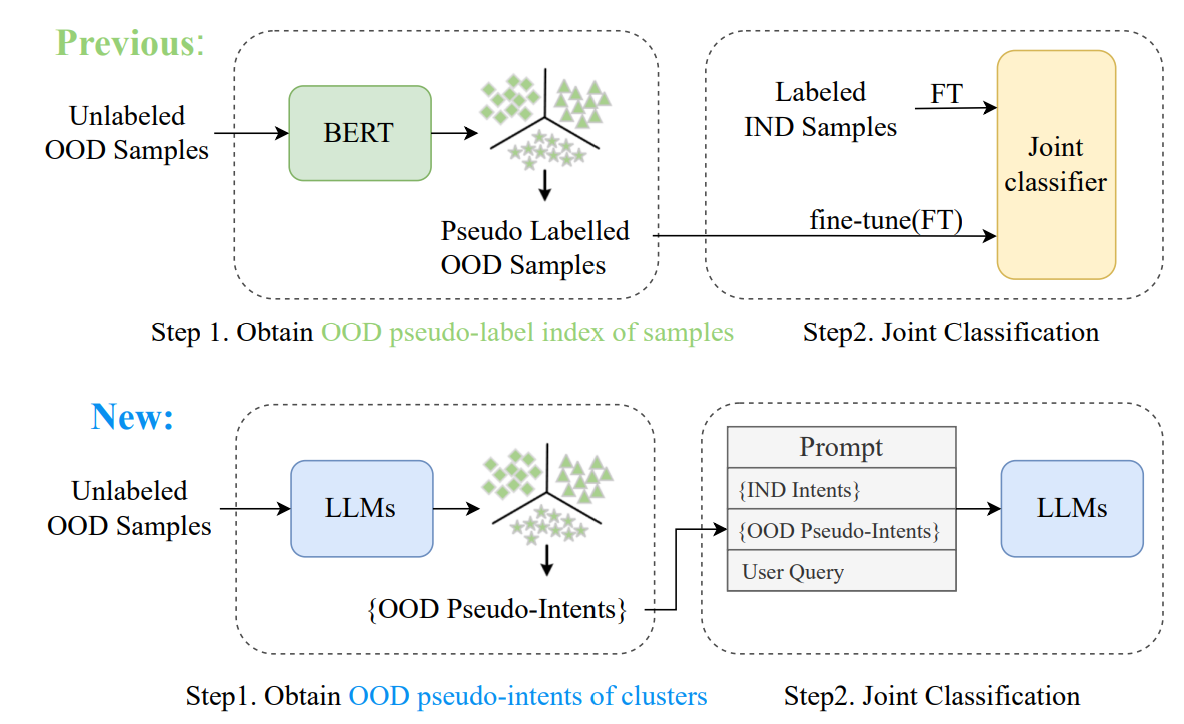 Previous:
Unlabeled
OOD Samples
BERT
Pseudo Labelled
OOD Samples
Labeled
IND Samples
FT
fine-tune(FT)
Joint
classifier
Step 1. Obtain OOD pseudo-label index of samples
Step2. Joint Classification
New:
Unlabeled
OOD Samples
LLMs
{OOD Pseudo-Intents}
Prompt
{IND Intents}
{OOD Pseudo-Intents}
User Query
LLMs
Step1. Obtain OOD pseudo-intents of clusters
Step2. Joint Classification